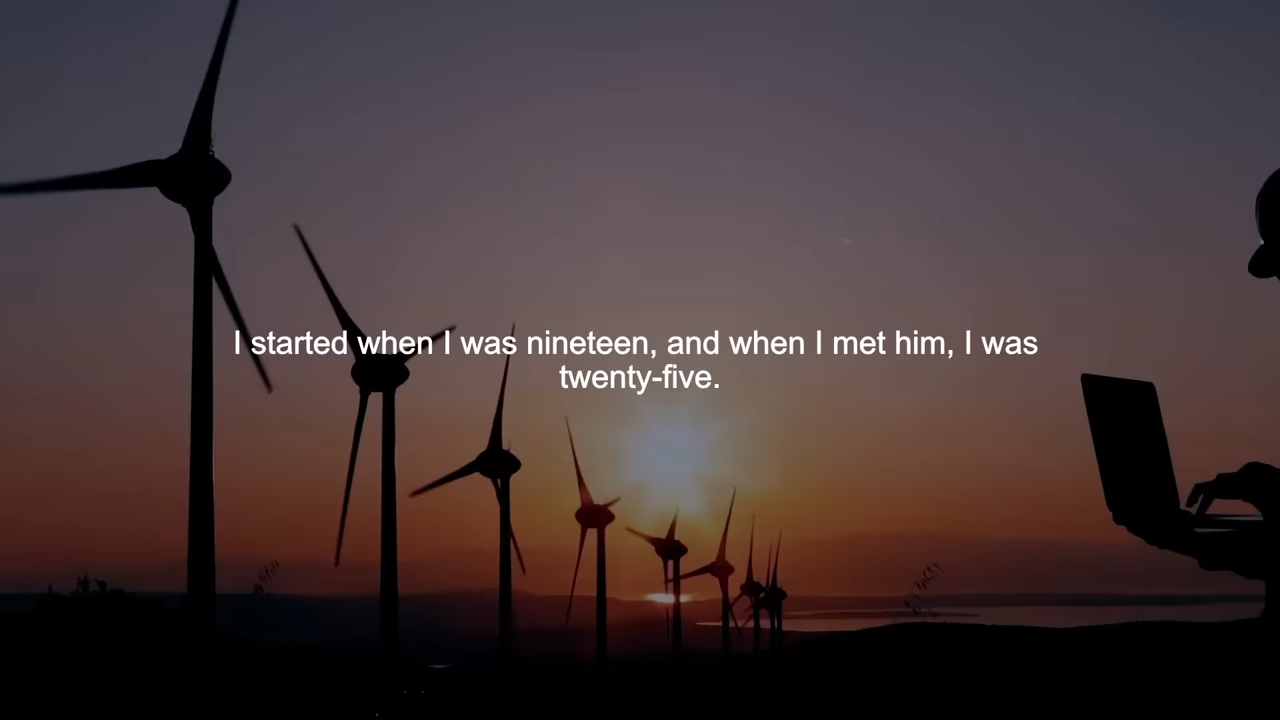 I started when I was nineteen, and when I met him, I was
twenty-five.